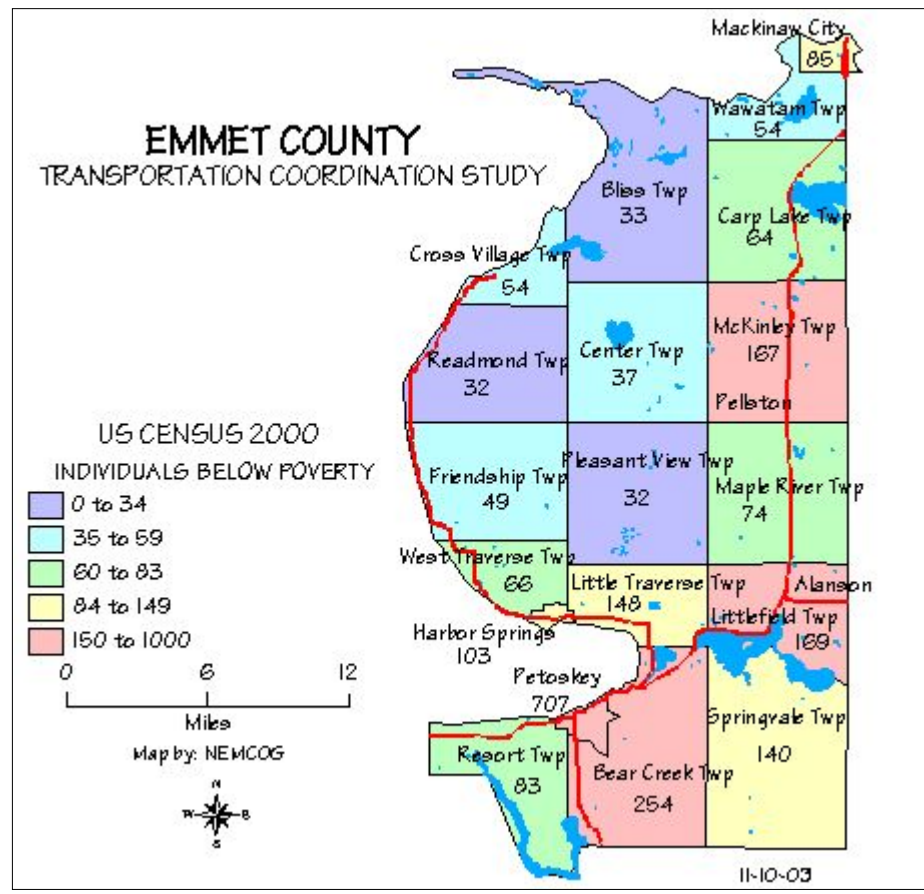 Mackinaw City
85
EMMET COUNTY
TRANSPORTATION COORDINATION STUDY
Wawatam Twp
54
Bliss Twp
33
Carp Lake Twp
64
Cross Village Twp
54
McKinley Twp
167
Readmond Twp
32
Center Twp
37
Pellston
US CENSUS 2000
INDIVIDUALS BELOW POVERTY
0 to 34
35 to 59
60 to 83
84 to 149
150 to 1000
Friendship Twp
49
Pleasant View Twp
32
Maple River Twp
74
West Traverse Twp
66
Little Traverse Twp
148
Alanson
Littlefield Twp
169
Harbor Springs
103
Petoskey
707
0 6 12
Miles
Map by: NEMCOG
N
W E
S
Resort Twp
83
Bear Creek Twp
254
Springvale Twp
140
11-10-03